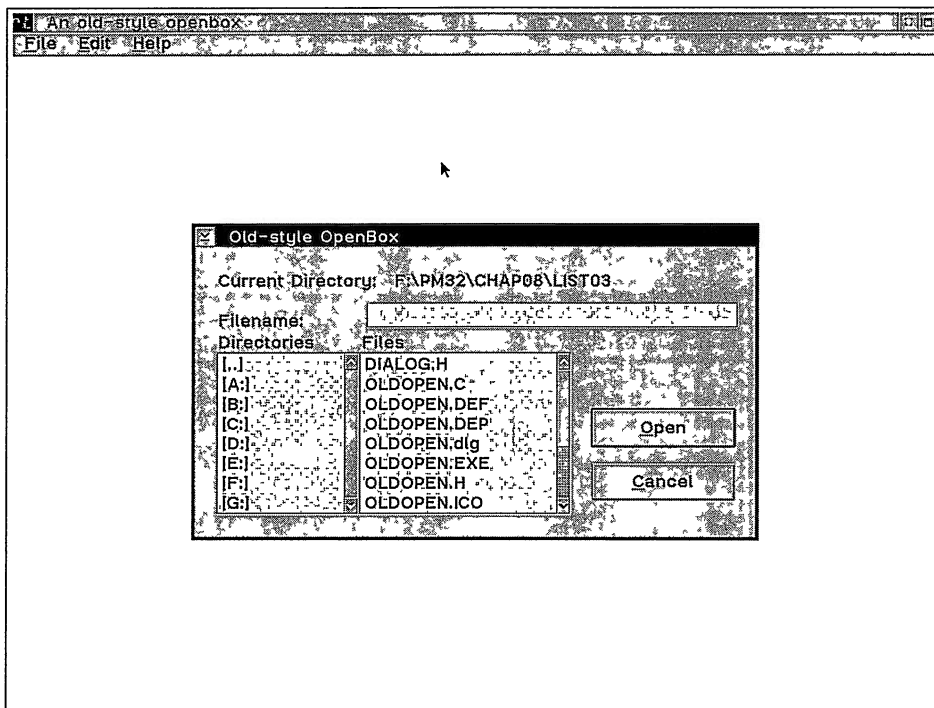 An old-style openbox
File Edit Help
Old-style OpenBox
Current Directory: F:\PM32\CHAP08\LIST03
Filename:
Directories Files
[..] DIALOG.H
[A:] OLDOPEN.C
[B:] OLDOPEN.DEF
[C:] OLDOPEN.DEP
[D:] OLDOPEN.dlg
[E:] OLDOPEN.EXE
[F:] OLDOPEN.H
[G:] OLDOPEN.ICO
Open
Cancel